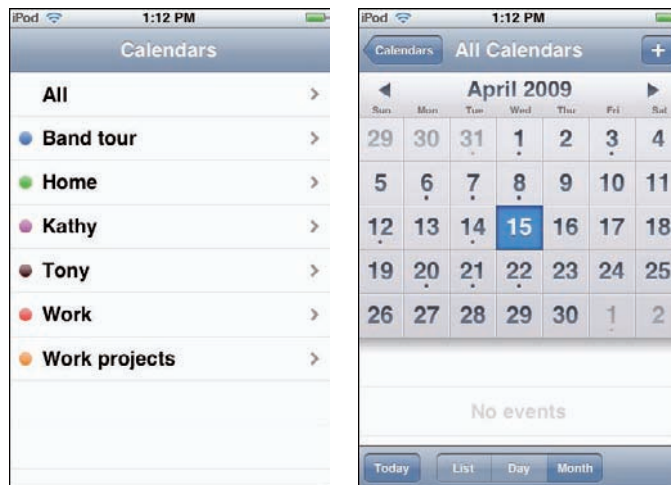 iPod 1:12 PM
Calendars
All
Band tour
Home
Kathy
Tony
Work
Work projects
iPod 1:12 PM
Calendars All Calendars +
April 2009
Sun Mon Tue Wed Thu Fri Sat
29 30 31 1 2 3 4
5 6 7 8 9 10 11
12 13 14 15 16 17 18
19 20 21 22 23 24 25
26 27 28 29 30 1 2
No events
Today List Day Month